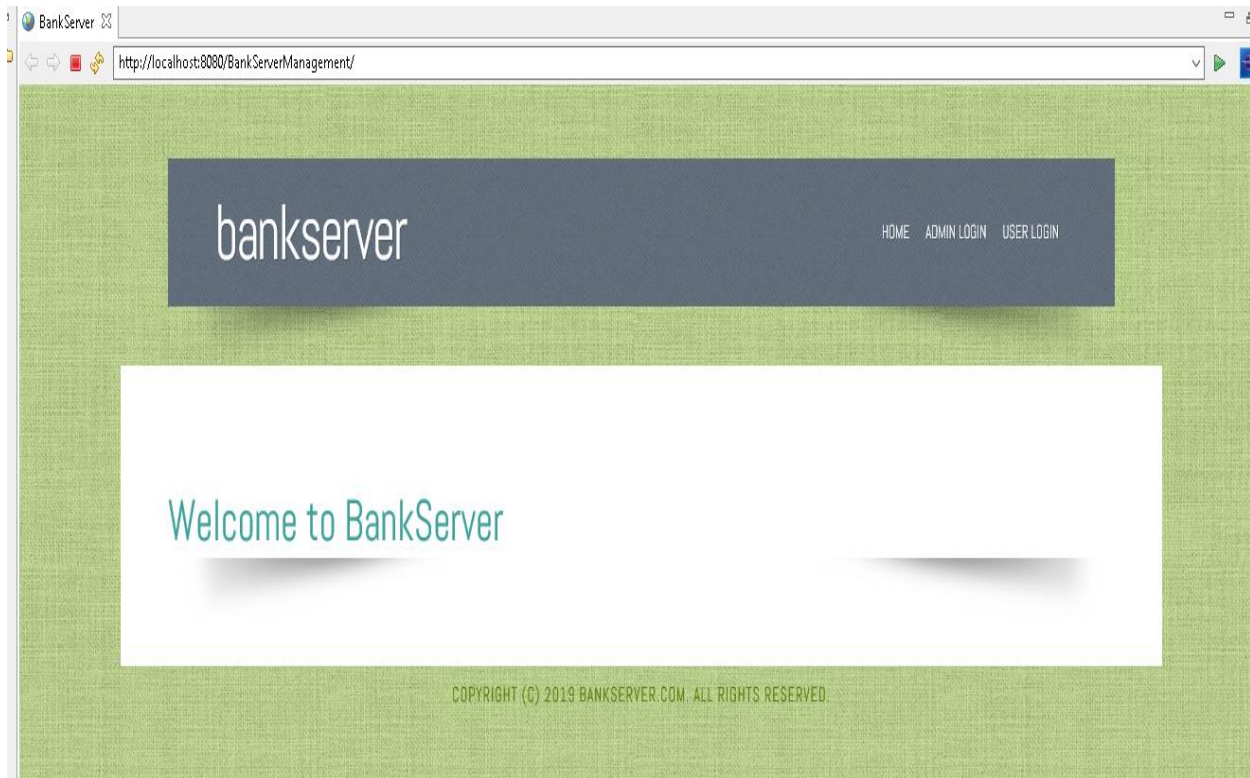 BankServer
http://localhost:8080/BankServerManagement/
bankserver
HOME ADMIN LOGIN USER LOGIN
Welcome to BankServer
COPYRIGHT (C) 2019 BANKSERVER.COM. ALL RIGHTS RESERVED.